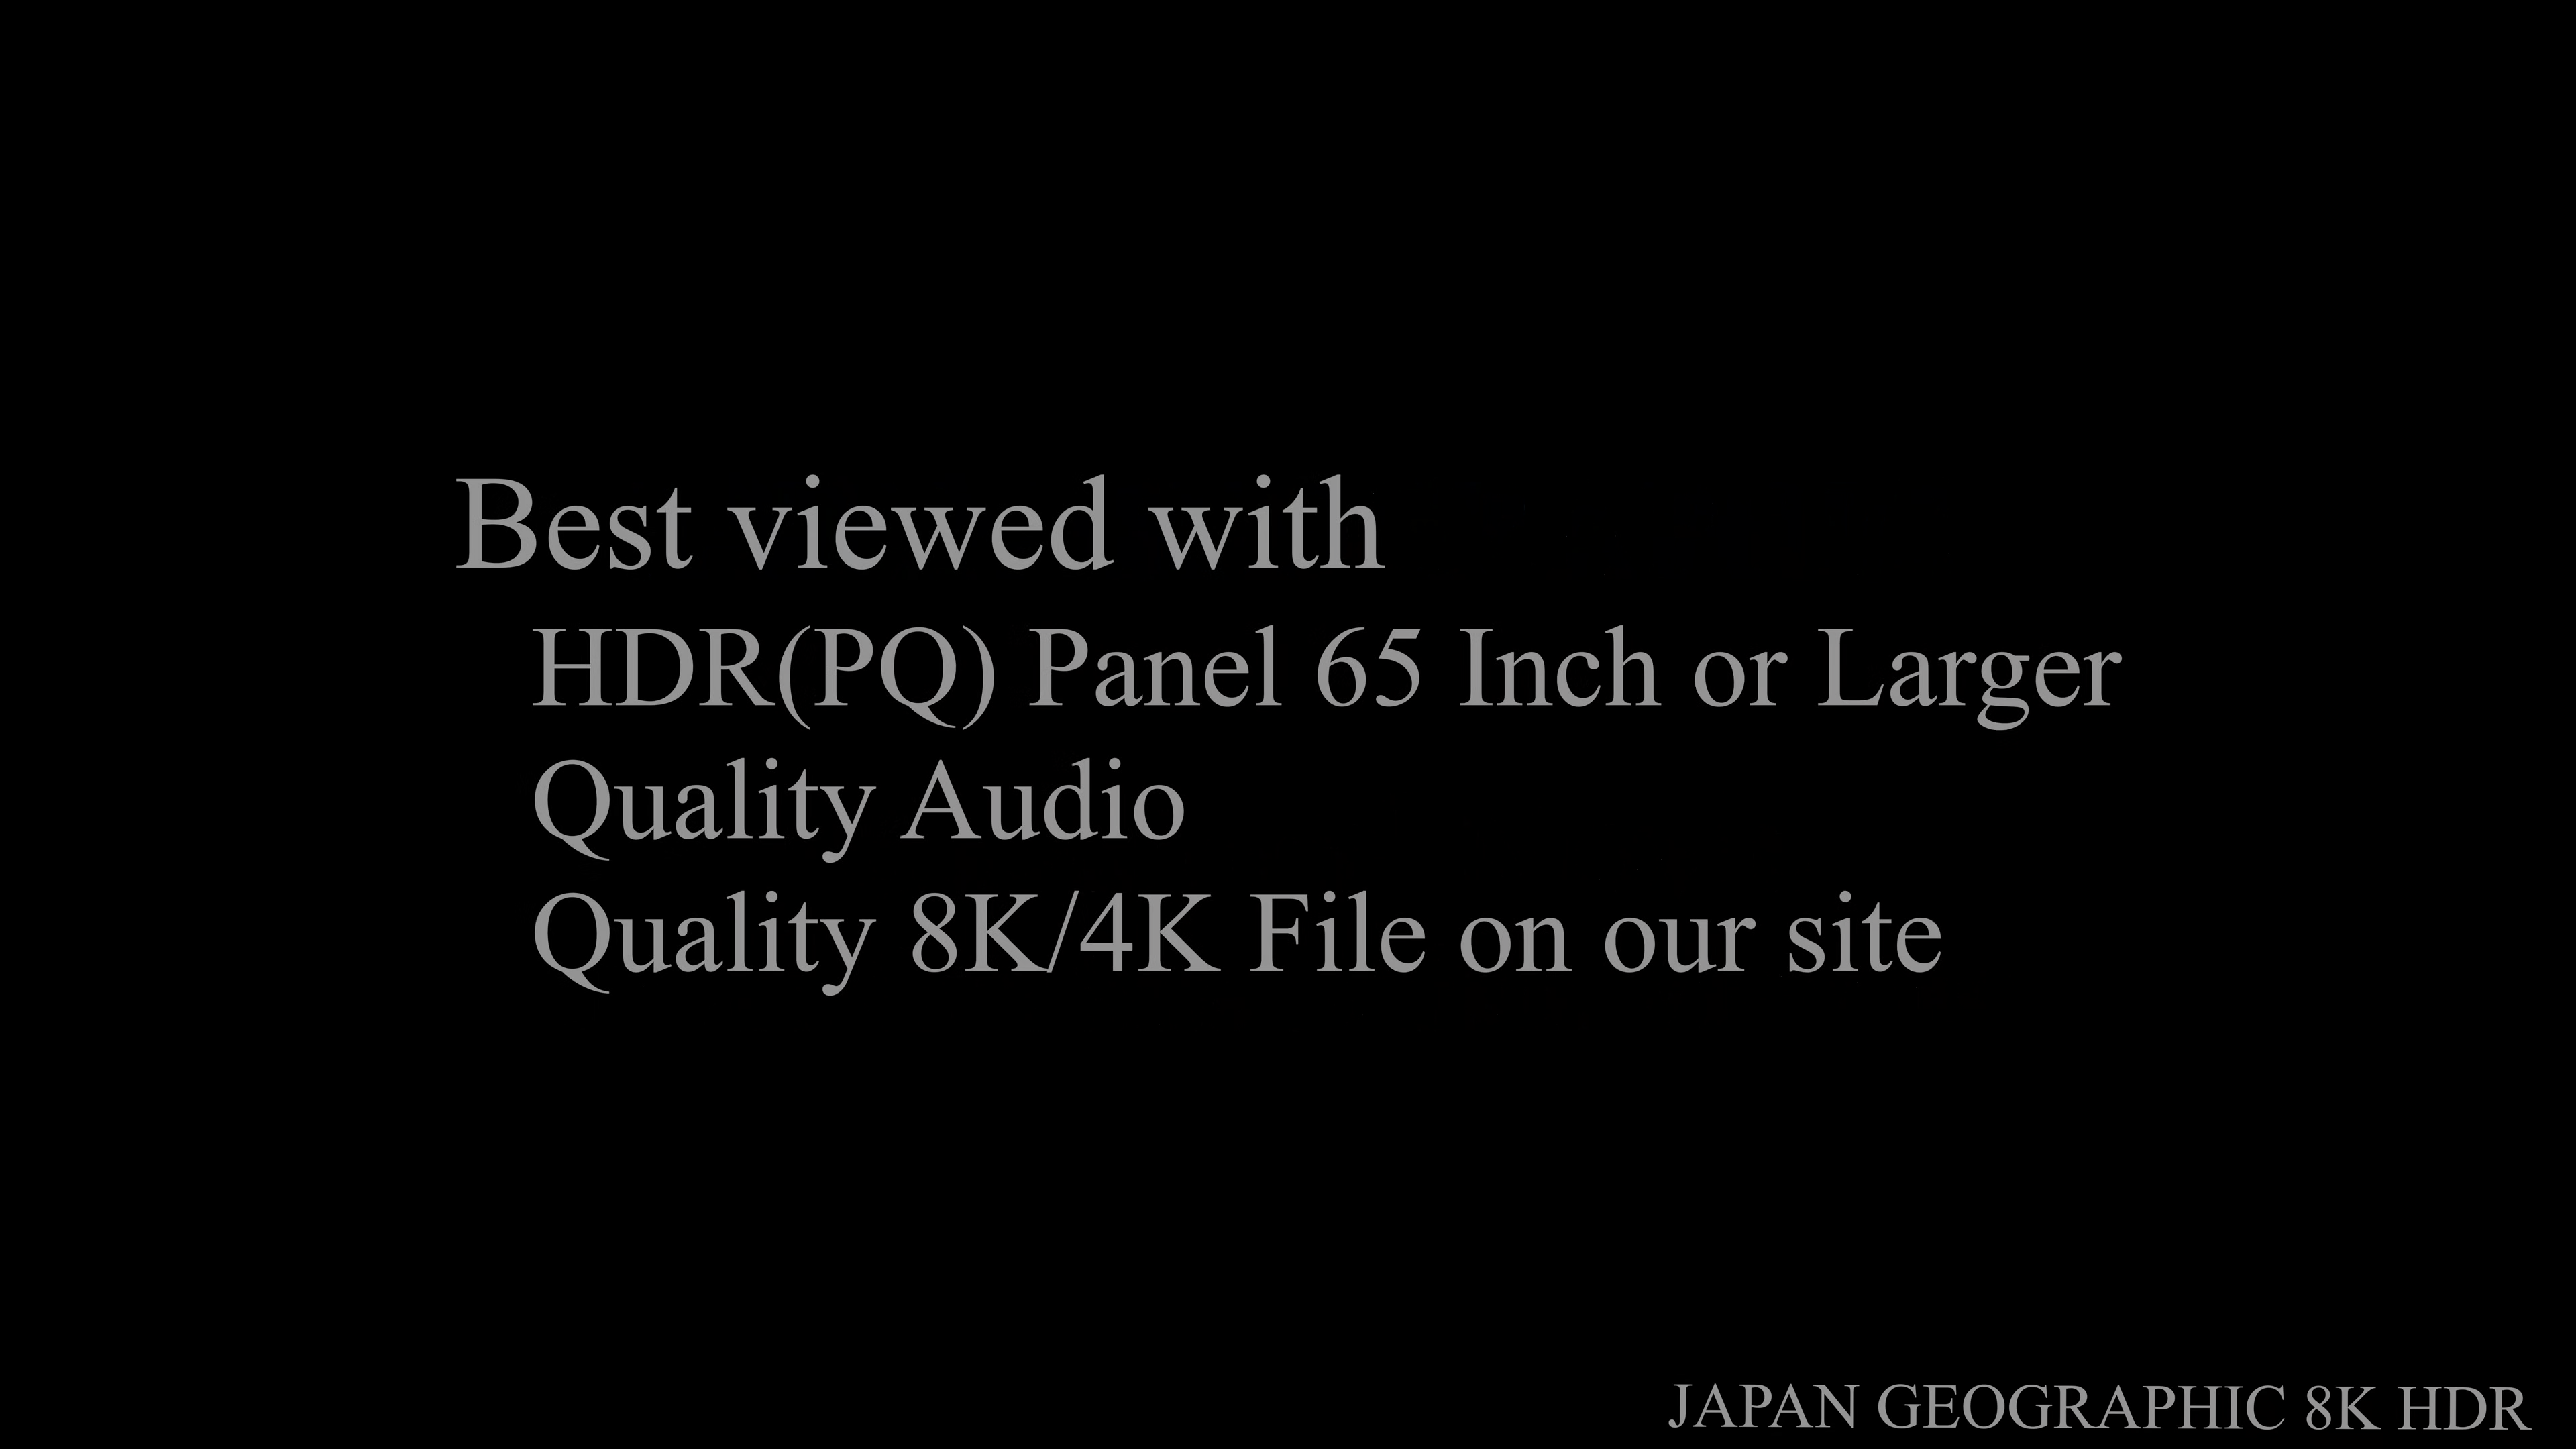 Best viewed with
HDR(PQ) Panel 65 Inch or Larger
Quality Audio
Quality 8K/4K File on our site
JAPAN GEOGRAPHIC 8K HDR